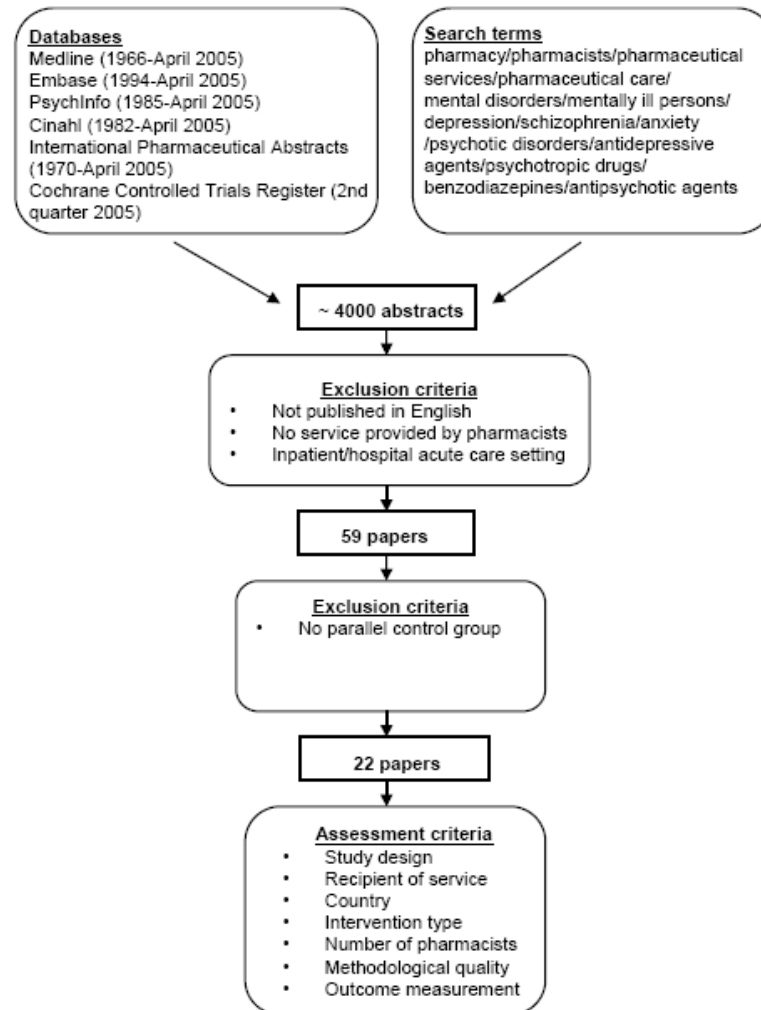 Databases
Medline (1966-April 2005)
Embase (1994-April 2005)
PsychInfo (1985-April 2005)
Cinahl (1982-April 2005)
International Pharmaceutical Abstracts
(1970-April 2005)
Cochrane Controlled Trials Register (2nd
quarter 2005)
Search terms
pharmacy/pharmacists/pharmaceutical
services/pharmaceutical care/
mental disorders/mentally ill persons/
depression/schizophrenia/anxiety
/psychotic disorders/antidepressive
agents/psychotropic drugs/
benzodiazepines/antipsychotic agents
~ 4000 abstracts
Exclusion criteria
• Not published in English
• No service provided by pharmacists
• Inpatient/hospital acute care setting
59 papers
Exclusion criteria
• No parallel control group
22 papers
Assessment criteria
• Study design
• Recipient of service
• Country
• Intervention type
• Number of pharmacists
• Methodological quality
• Outcome measurement